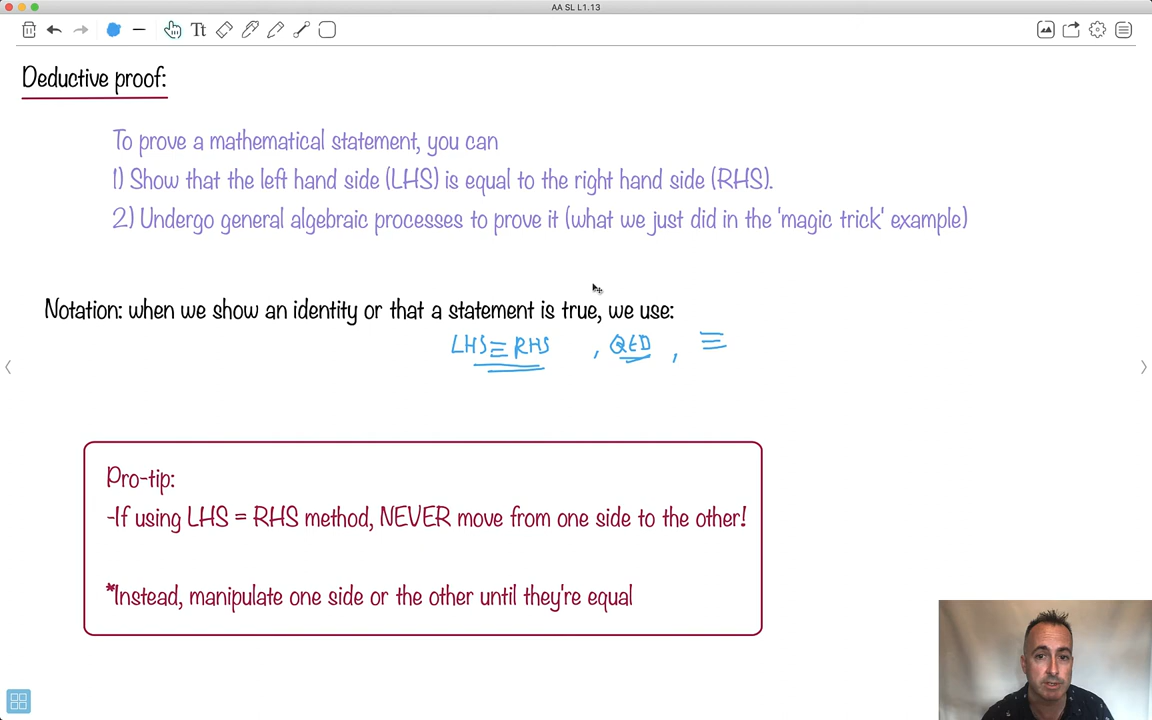 AA SL L1.13
Tt
Deductive proof:
To prove a mathematical statement, you can
1) Show that the left hand side (LHS) is equal to the right hand side (RHS).
2) Undergo general algebraic processes to prove it (what we just did in the 'magic trick' example)
Notation: when we show an identity or that a statement is true, we use:
LHS ≡ RHS , QED , ≡
Pro-tip:
-If using LHS = RHS method, NEVER move from one side to the other!
*Instead, manipulate one side or the other until they're equal